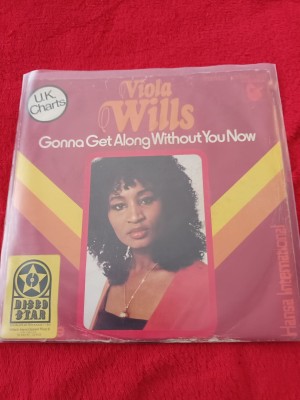 U.K.
Charts
Viola
Wills
Gonna Get Along Without You Now
Hansa International
DISCO
STAR